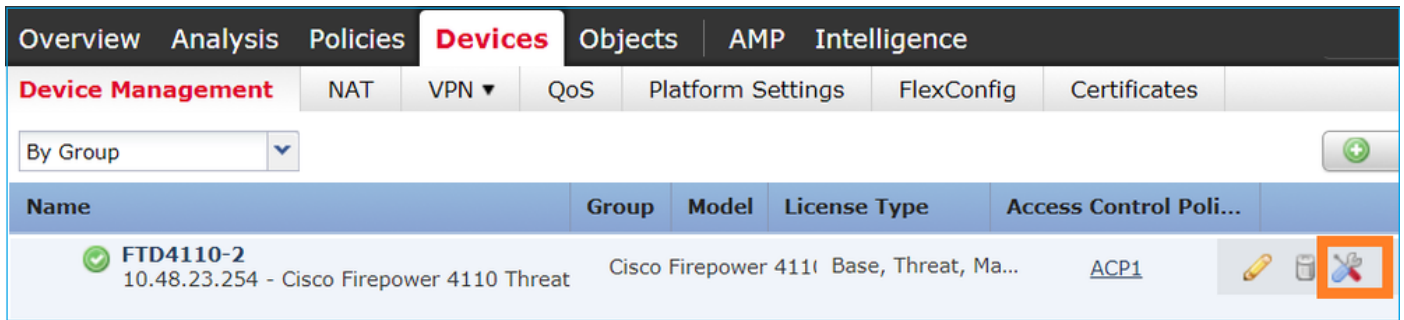 Overview Analysis Policies Devices Objects AMP Intelligence
Device Management NAT VPN ▼ QoS Platform Settings FlexConfig Certificates
By Group
Name Group Model License Type Access Control Poli...
FTD4110-2
10.48.23.254 - Cisco Firepower 4110 Threat Cisco Firepower 411 Base, Threat, Ma... ACP1